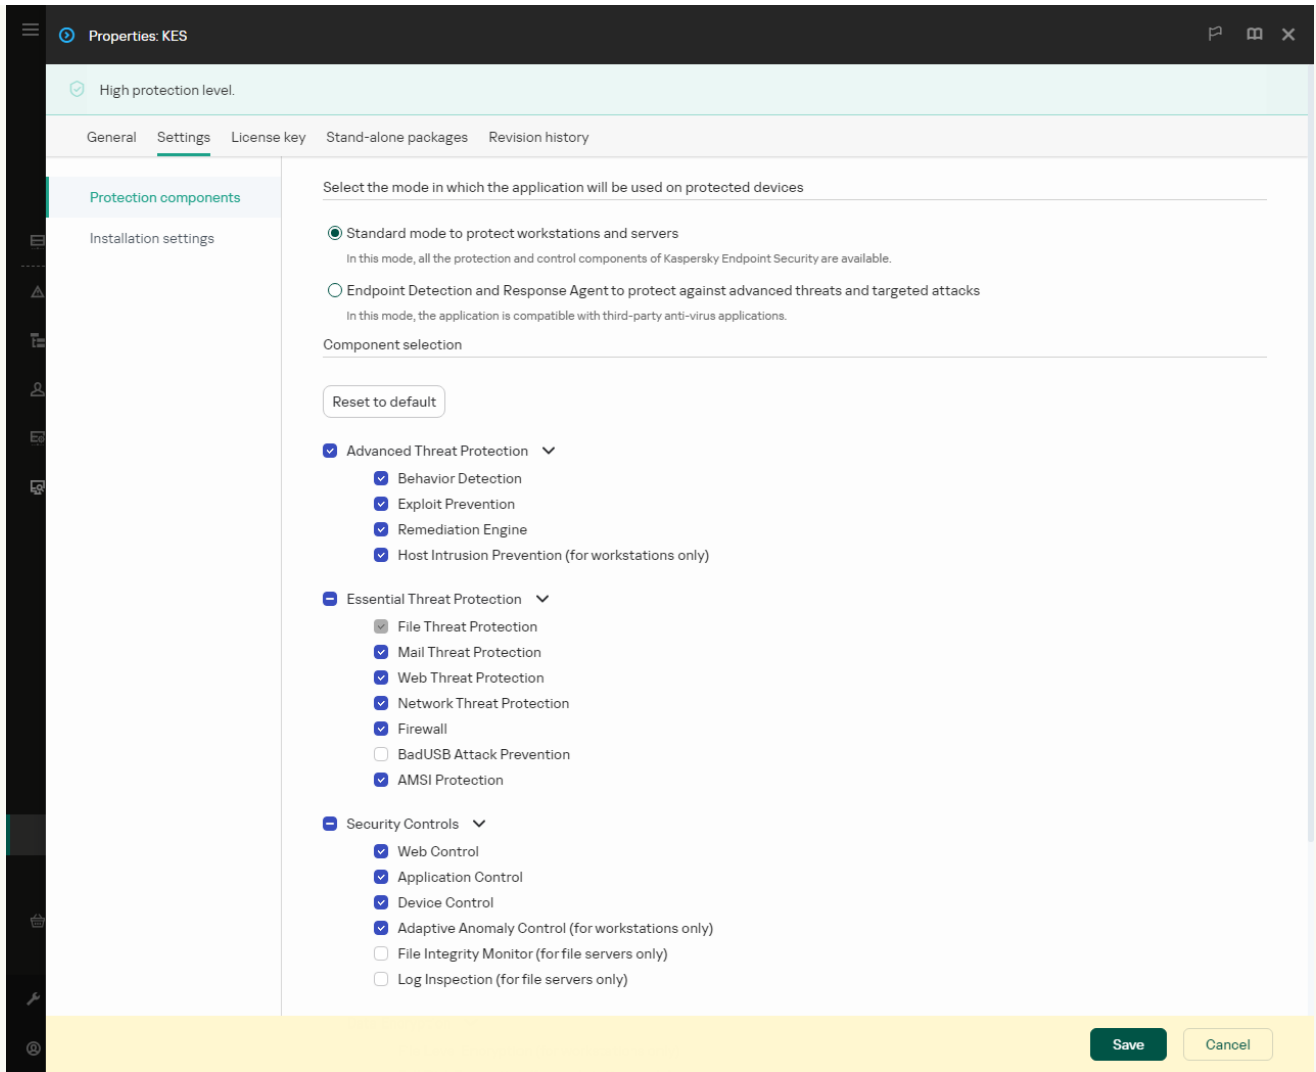 Properties: KES
High protection level.
General Settings License key Stand-alone packages Revision history
Protection components
Installation settings
Select the mode in which the application will be used on protected devices
Standard mode to protect workstations and servers
In this mode, all the protection and control components of Kaspersky Endpoint Security are available.
Endpoint Detection and Response Agent to protect against advanced threats and targeted attacks
In this mode, the application is compatible with third-party anti-virus applications.
Component selection
Reset to default
Advanced Threat Protection
Behavior Detection
Exploit Prevention
Remediation Engine
Host Intrusion Prevention (for workstations only)
Essential Threat Protection
File Threat Protection
Mail Threat Protection
Web Threat Protection
Network Threat Protection
Firewall
BadUSB Attack Prevention
AMSI Protection
Security Controls
Web Control
Application Control
Device Control
Adaptive Anomaly Control (for workstations only)
File Integrity Monitor (for file servers only)
Log Inspection (for file servers only)
Save Cancel